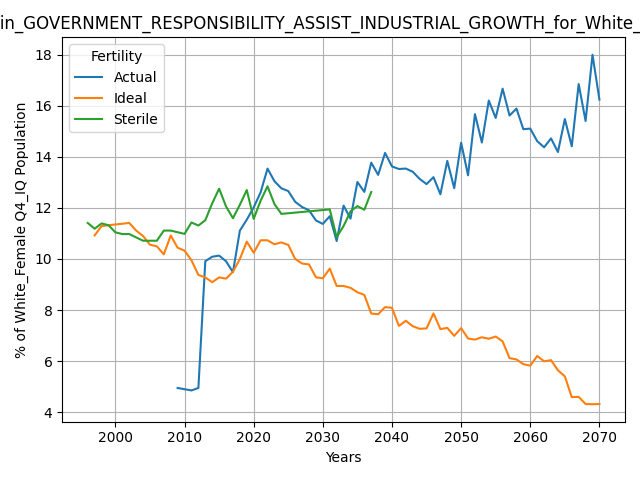 in_GOVERNMENT_RESPONSIBILITY_ASSIST_INDUSTRIAL_GROWTH_for_White_
Fertility
Actual
Ideal
Sterile
18
16
14
12
10
8
6
4
% of White_Female Q4_IQ Population
2000 2010 2020 2030 2040 2050 2060 2070
Years